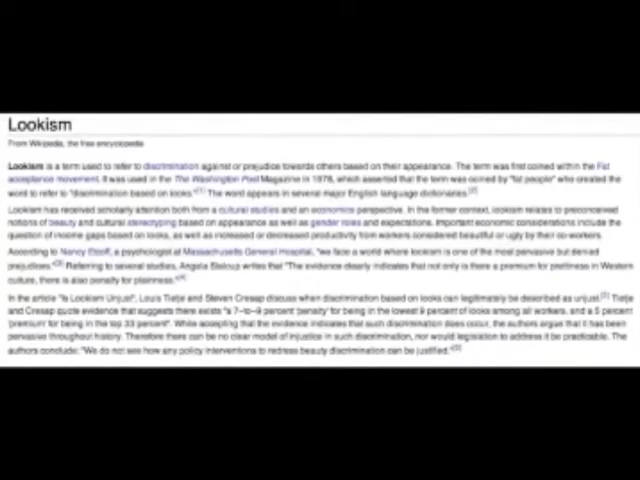 Lookism
From Wikipedia, the free encyclopedia
Lookism is a term used to refer to discrimination against or prejudice towards others based on their appearance. The term was first coined within the Fat
acceptance movement. It was used in the The Washington Post Magazine in 1978, which asserted that the term was coined by "fat people" who created the
word to refer to "discrimination based on looks."[1] The word appears in several major English language dictionaries.[2]
Lookism has received scholarly attention both from a cultural studies and an economics perspective. In the former context, lookism relates to preconceived
notions of beauty and cultural stereotyping based on appearance as well as gender roles and expectations. Important economic considerations include the
question of income gaps based on looks, as well as increased or decreased productivity from workers considered beautiful or ugly by their co-workers.
According to Nancy Etcoff, a psychologist at Massachusetts General Hospital, "we face a world where lookism is one of the most pervasive but denied
prejudices."[3] Referring to several studies, Angela Stalcup writes that "The evidence clearly indicates that not only is there a premium for prettiness in Western
culture, there is also penalty for plainness."[4]
In the article "Is Lookism Unjust", Louis Tietje and Steven Cresap discuss when discrimination based on looks can legitimately be described as unjust.[5] Tietje
and Cresap quote evidence that suggests there exists "a 7–to–9 percent 'penalty' for being in the lowest 9 percent of looks among all workers, and a 5 percent
'premium' for being in the top 33 percent". While accepting that the evidence indicates that such discrimination does occur, the authors argue that it has been
pervasive throughout history. Therefore there can be no clear model of injustice in such discrimination, nor would legislation to address it be practicable. The
authors conclude: "We do not see how any policy interventions to redress beauty discrimination can be justified."[5]